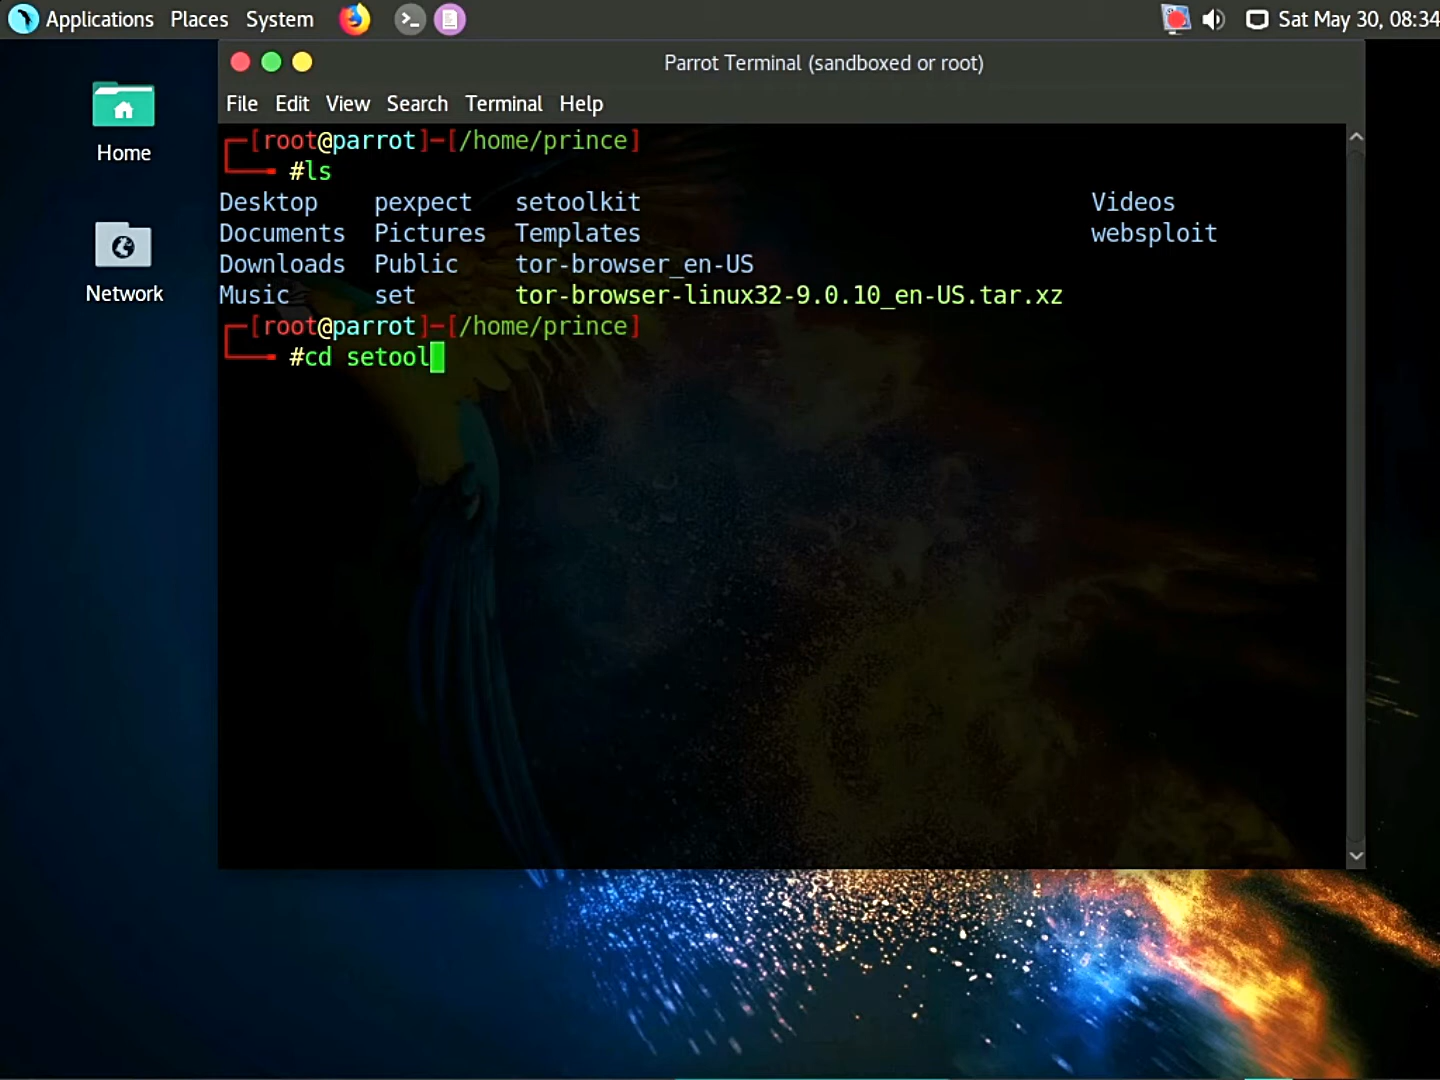 Applications Places System Sat May 30, 08:34
Parrot Terminal (sandboxed or root)
File Edit View Search Terminal Help
Home
Network
[root@parrot]─[/home/prince]
#ls
Desktop pexpect setoolkit Videos
Documents Pictures Templates websploit
Downloads Public tor-browser_en-US
Music set tor-browser-linux32-9.0.10_en-US.tar.xz
[root@parrot]─[/home/prince]
#cd setool